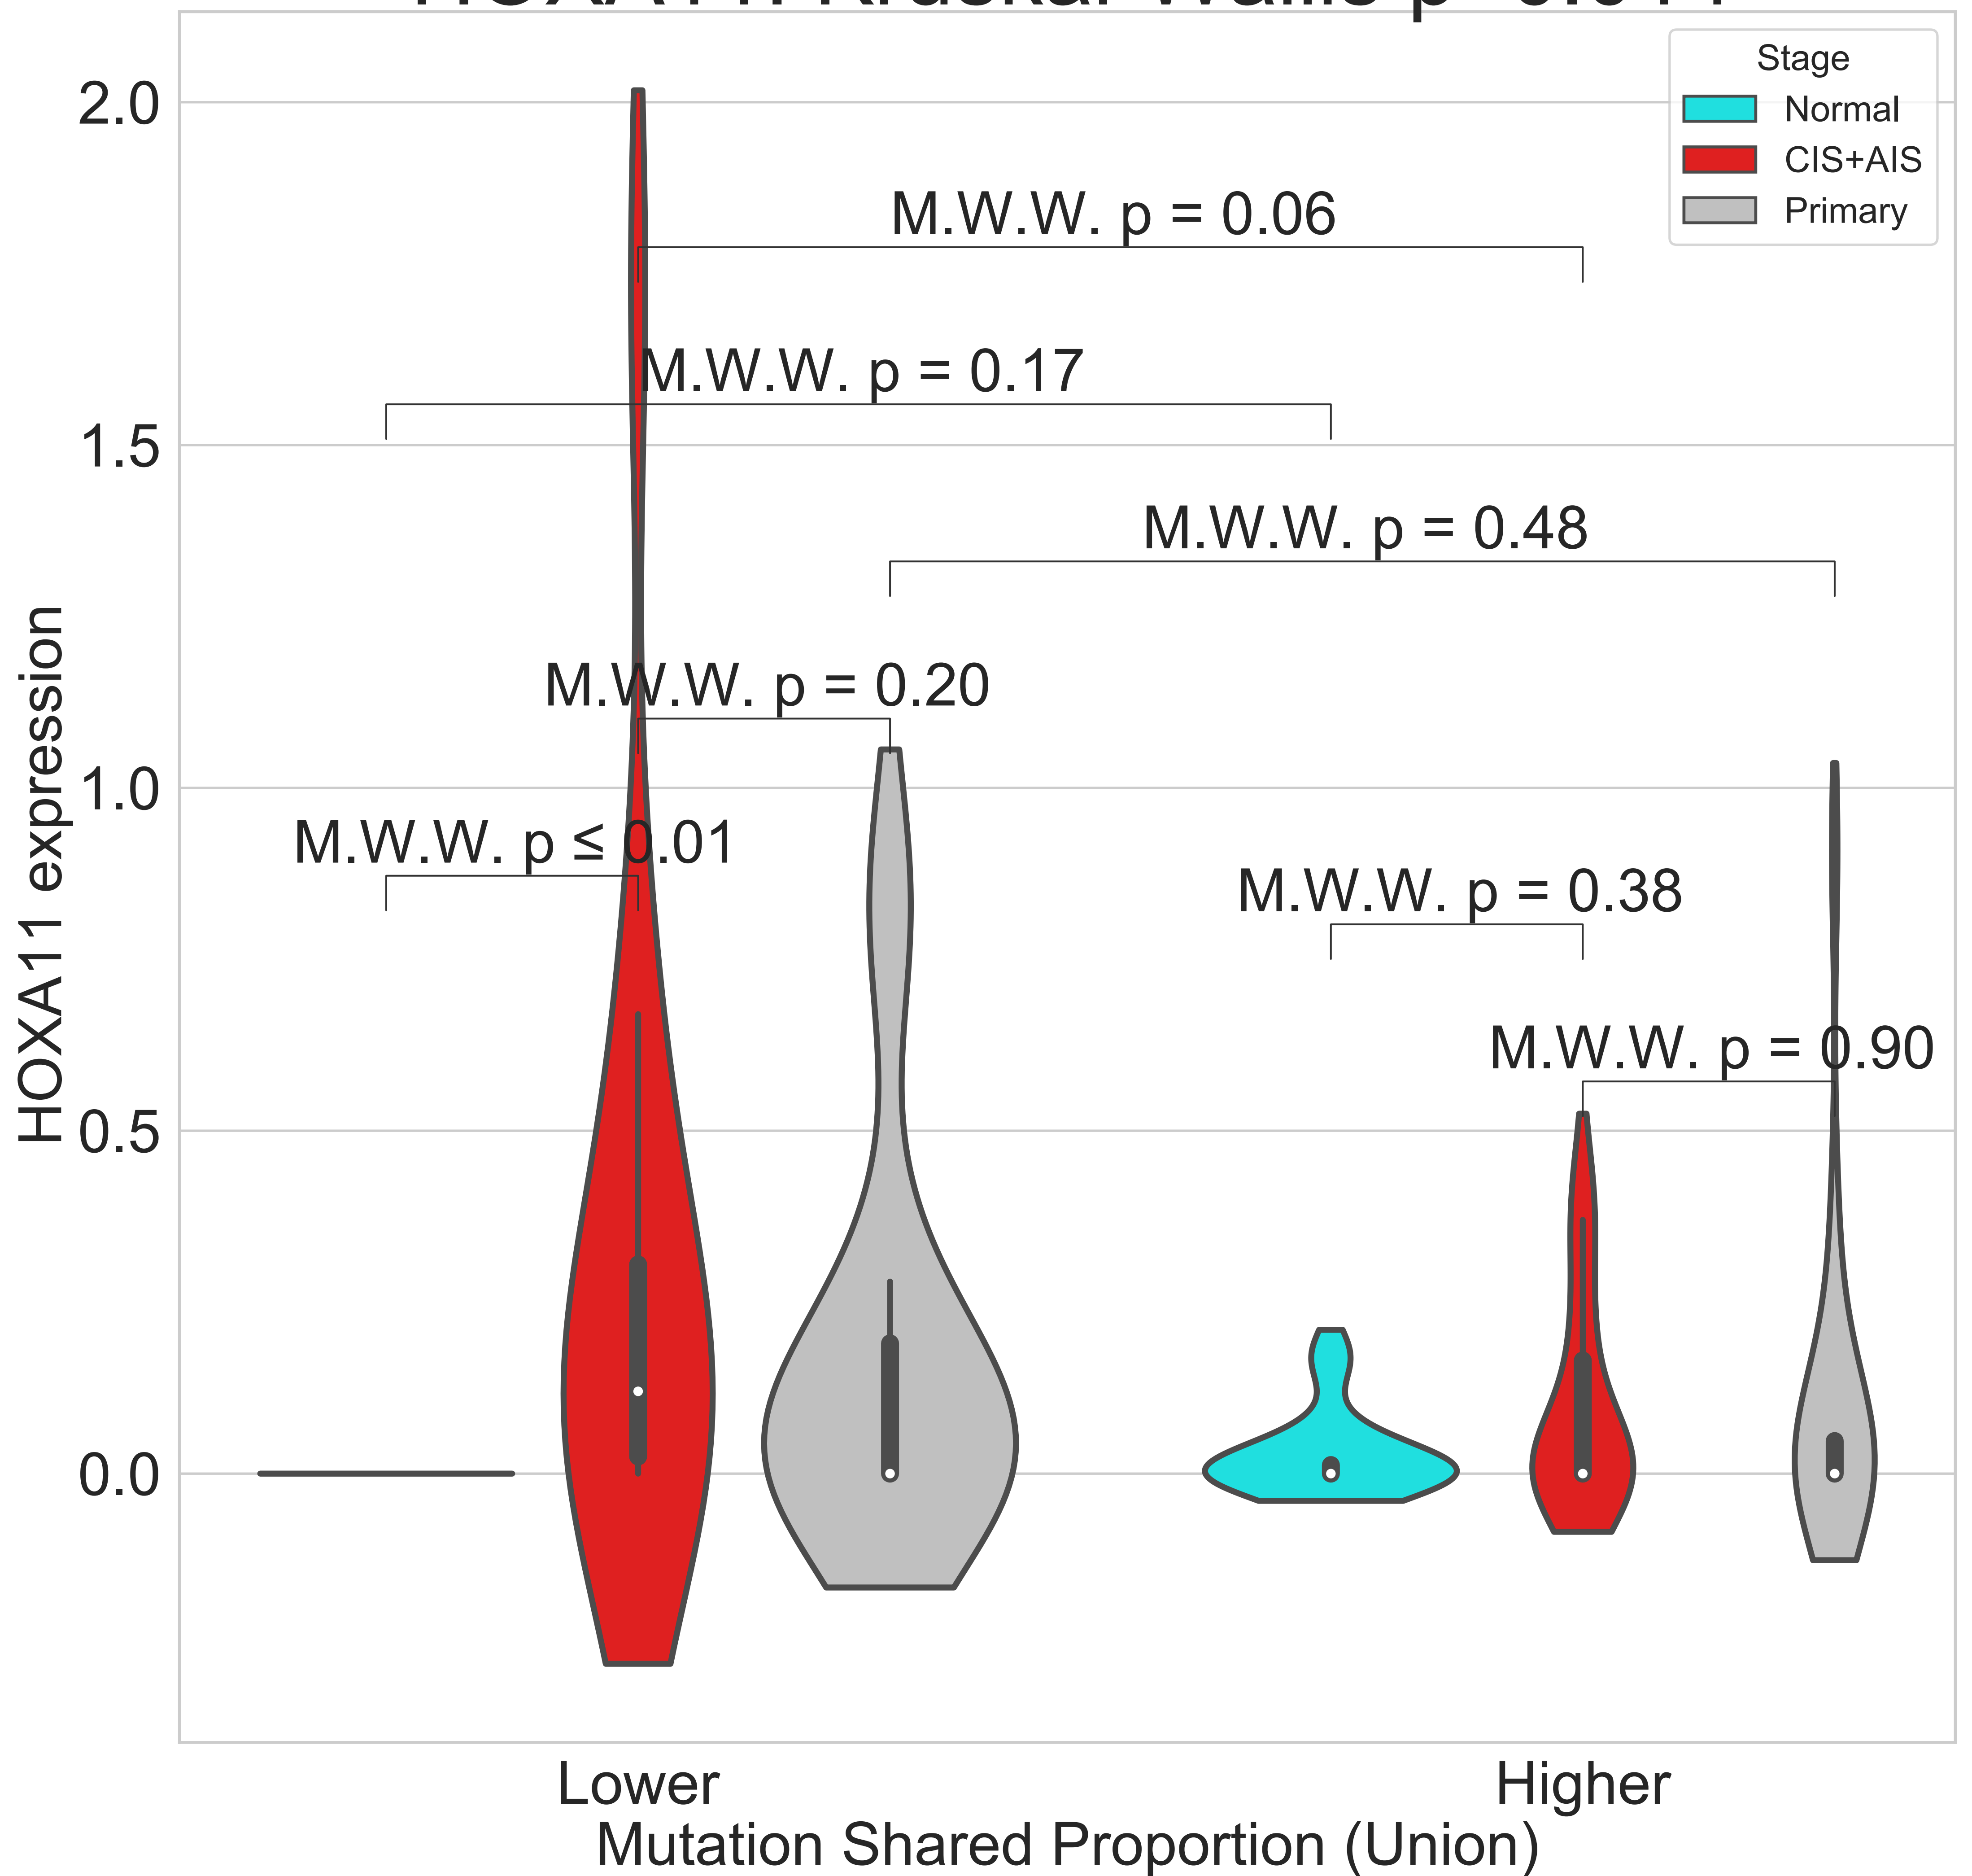 Stage
Normal
CIS+AIS
Primary
2.0
1.5
1.0
0.5
0.0
HOXA11 expression
M.W.W. p = 0.06
M.W.W. p = 0.17
M.W.W. p = 0.48
M.W.W. p = 0.20
M.W.W. p ≤ 0.01
M.W.W. p = 0.38
M.W.W. p = 0.90
Lower
Higher
Mutation Shared Proportion (Union)